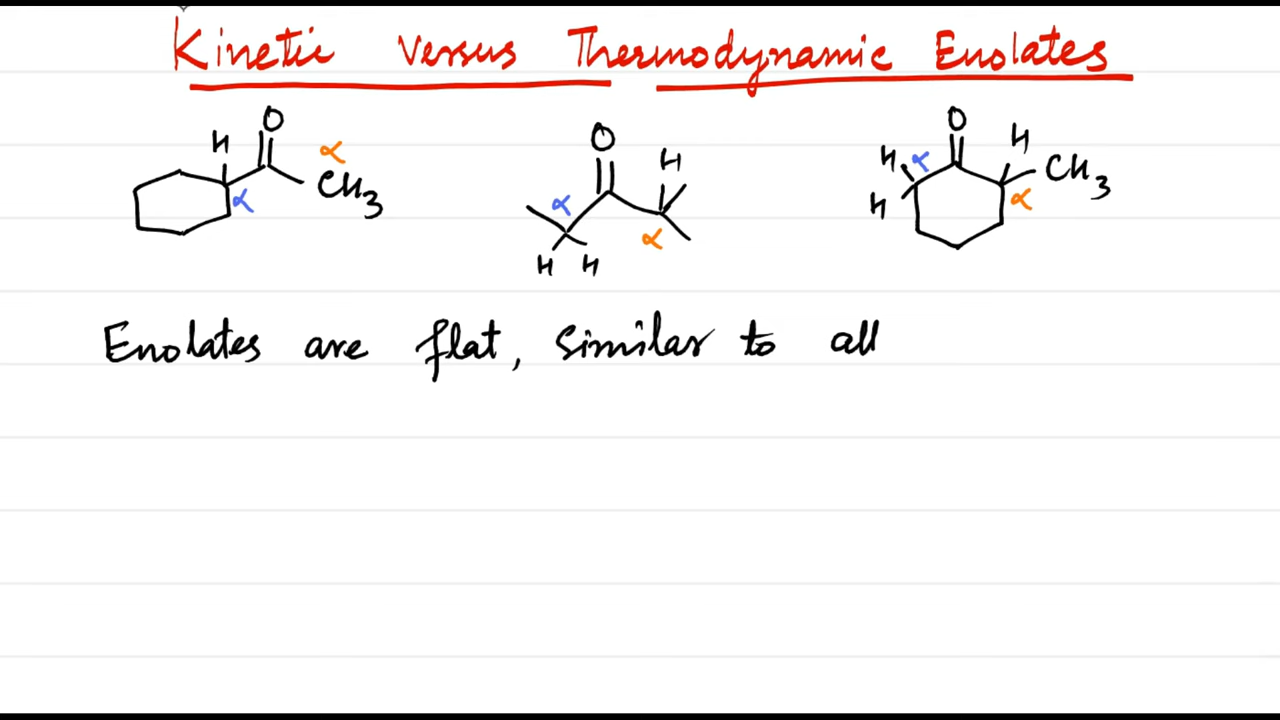 Kinetic versus Thermodynamic Enolates
O O O
H α H H α H CH3
α CH3 α α H α
H H
Enolates are flat, similar to all